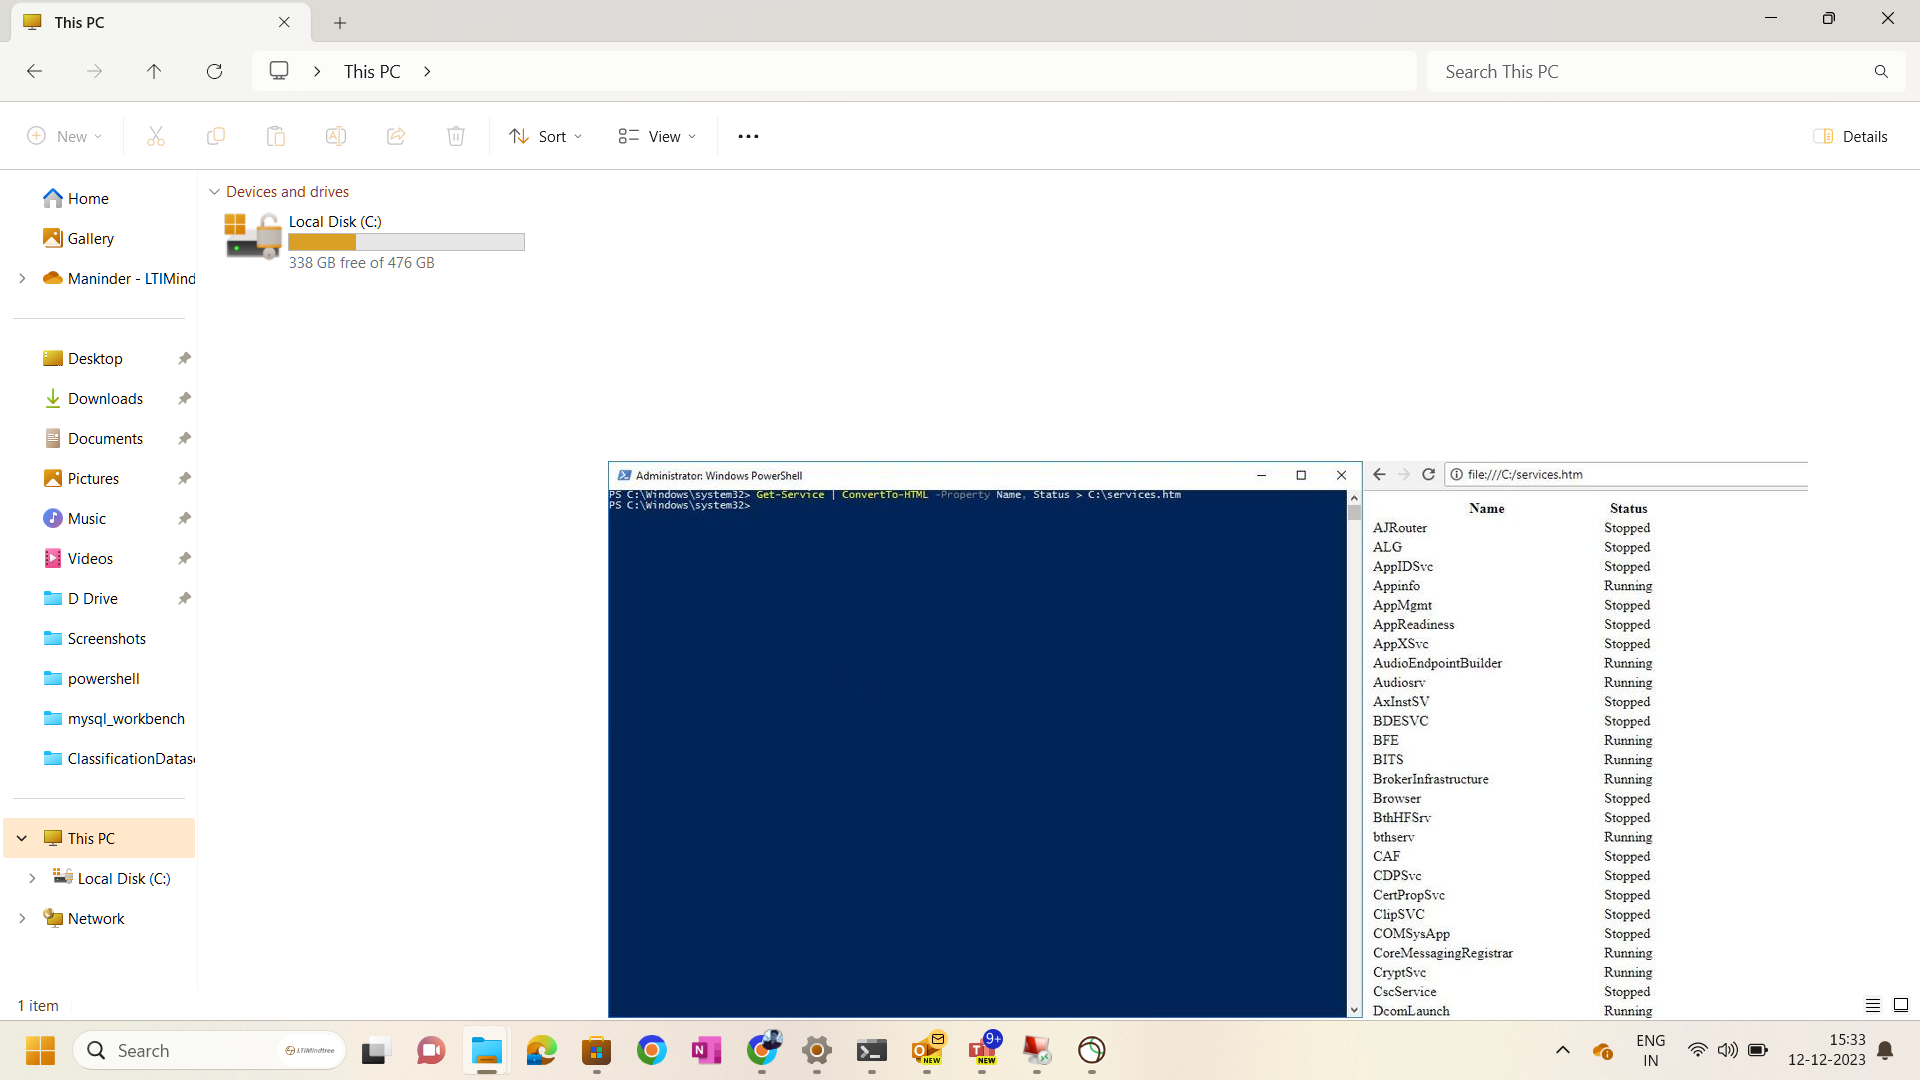 This PC
This PC
Search This PC
New
Sort
View
Details
Home
Gallery
Maninder - LTIMind
Desktop
Downloads
Documents
Pictures
Music
Videos
D Drive
Screenshots
powershell
mysql_workbench
ClassificationDatas
This PC
Local Disk (C:)
Network
Devices and drives
Local Disk (C:)
338 GB free of 476 GB
Administrator: Windows PowerShell
PS C:\Windows\system32> Get-Service | ConvertTo-HTML -Property Name, Status > C:\services.htm
PS C:\Windows\system32>
file:///C:/services.htm
Name Status
AJRouter Stopped
ALG Stopped
AppIDSvc Stopped
Appinfo Running
AppMgmt Stopped
AppReadiness Stopped
AppXSvc Stopped
AudioEndpointBuilder Running
Audiosrv Running
AxInstSV Stopped
BDESVC Stopped
BFE Running
BITS Running
BrokerInfrastructure Running
Browser Stopped
BthHFSrv Stopped
bthserv Running
CAF Stopped
CDPSvc Stopped
CertPropSvc Stopped
ClipSVC Stopped
COMSysApp Stopped
CoreMessagingRegistrar Running
CryptSvc Running
CscService Stopped
DcomLaunch Running
1 item
Search
LTIMindtree
NEW
9+
NEW
ENG
IN
15:33
12-12-2023